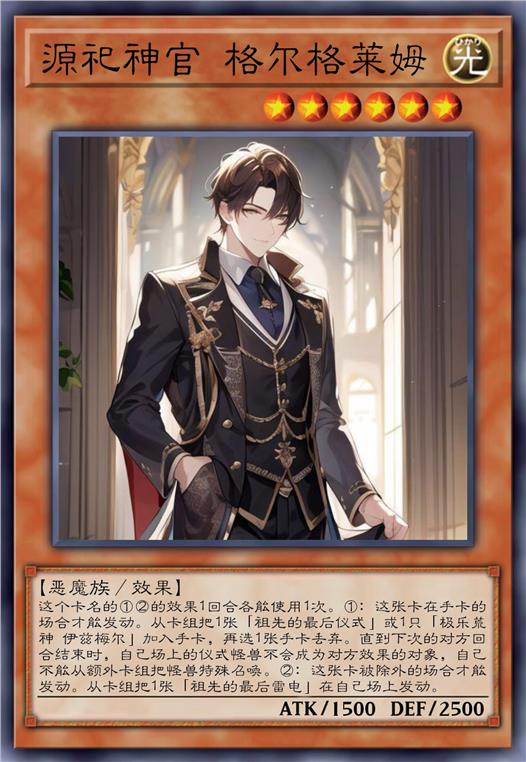 源祀神官 格尔格莱姆
ひかり
光
【恶魔族／效果】
这个卡名的①②的效果1回合各能使用1次。①：这张卡在手卡的
场合才能发动。从卡组把1张「祖先的最后仪式」或1只「极乐荒
神 伊兹梅尔」加入手卡，再选1张手卡丢弃。直到下次的对方回
合结束时，自己场上的仪式怪兽不会成为对方效果的对象，自己
不能从额外卡组把怪兽特殊召唤。②：这张卡被除外的场合才能
发动。从卡组把1张「祖先的最后雷电」在自己场上发动。
ATK/1500 DEF/2500